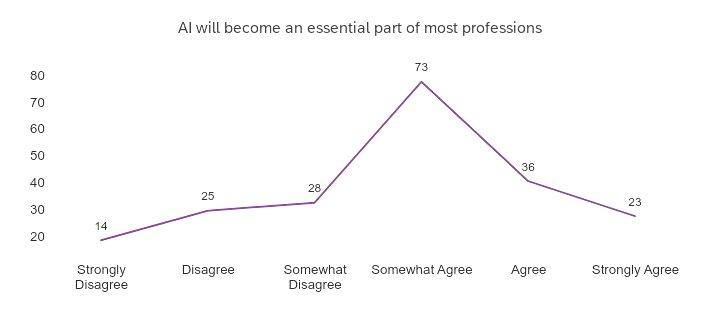 AI will become an essential part of most professions
80
70
60
50
40
30
20
14
25
28
73
36
23
Strongly
Disagree
Disagree
Somewhat
Disagree
Somewhat Agree
Agree
Strongly Agree